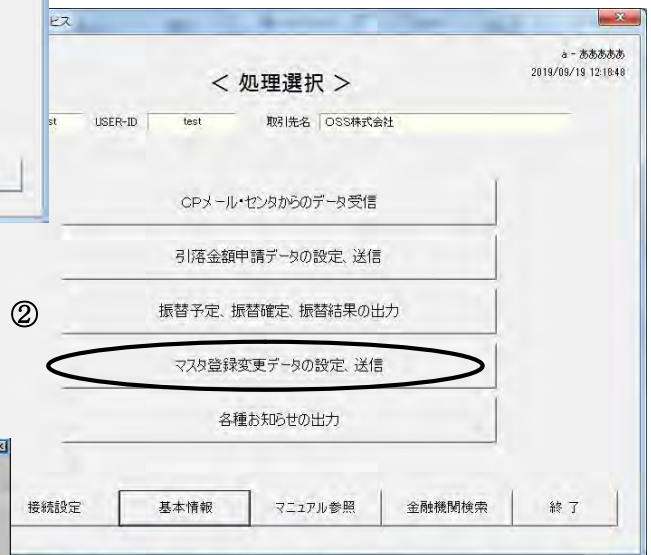 ビス
a - あああああ
2019/09/19 12:18:48
＜ 処理選択 ＞
st USER-ID test 取引先名 OSS株式会社
CPメール・センタからのデータ受信
引落金額申請データの設定、送信
② 振替予定、振替確定、振替結果の出力
マスタ登録変更データの設定、送信
各種お知らせの出力
接続設定 基本情報 マニュアル参照 金融機関検索 終 了